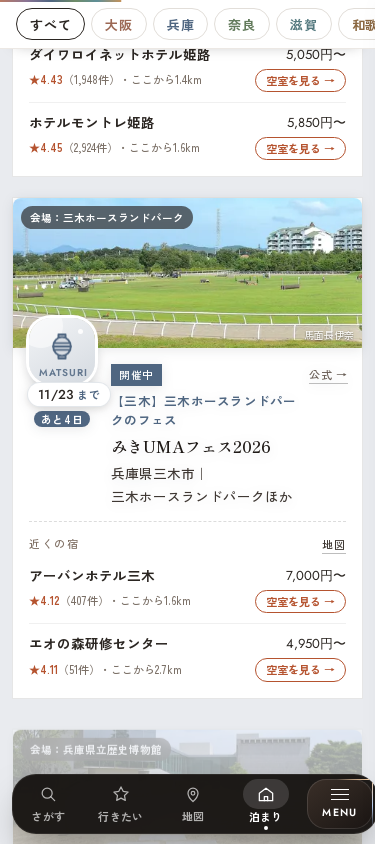 すべて
大阪
兵庫
奈良
滋賀
和歌
ダイワロイネットホテル姫路
5,050円〜
★4.43（1,948件）・ここから1.4km
空室を見る →
ホテルモントレ姫路
5,850円〜
★4.45（2,924件）・ここから1.6km
空室を見る →
会場：三木ホースランドパーク
馬面長伊奈
MATSURI
11/23 まで
あと4日
開催中
公式 →
【三木】三木ホースランドパー
クのフェス
みきUMAフェス2026
兵庫県三木市｜
三木ホースランドパークほか
近くの宿
地図
アーバンホテル三木
7,000円〜
★4.12（407件）・ここから1.6km
空室を見る →
エオの森研修センター
4,950円〜
★4.11（51件）・ここから2.7km
空室を見る →
会場：兵庫県立歴史博物館
さがす
行きたい
地図
泊まり
MENU